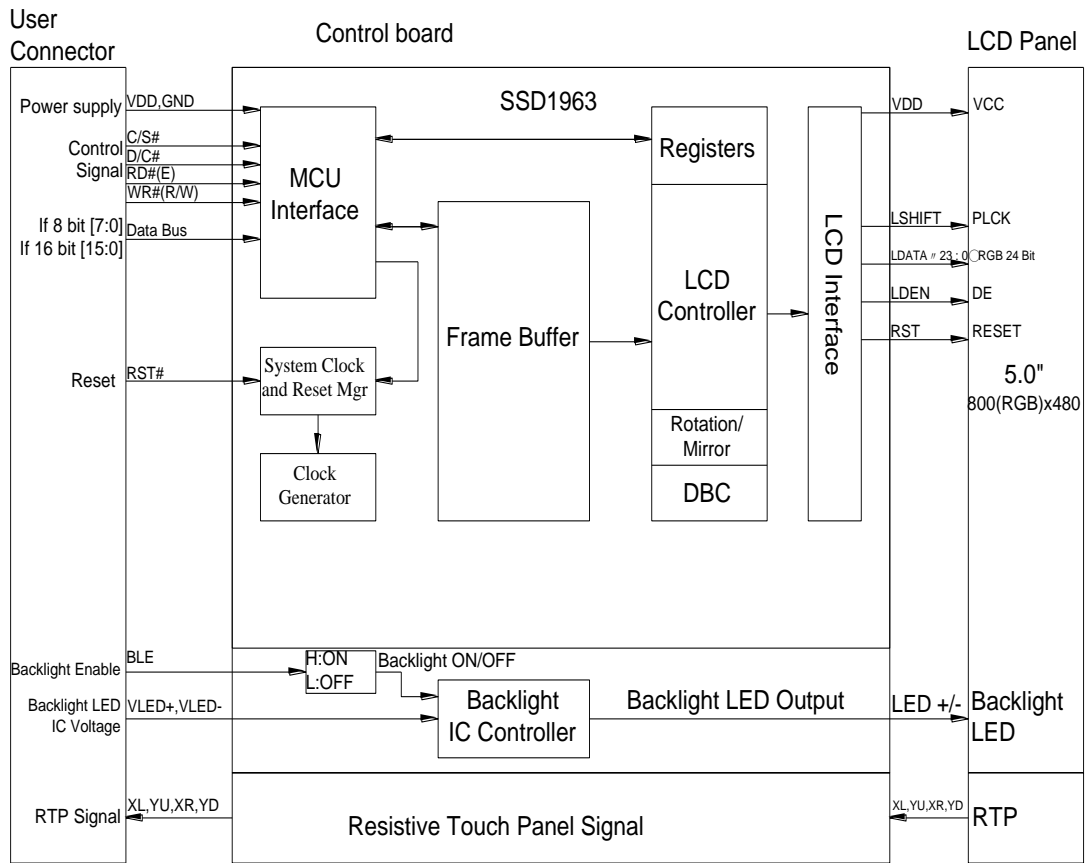 User
Connector
Control board
LCD Panel
Power supply
VDD,GND
Control
Signal
C/S#
D/C#
RD#(E)
WR#(R/W)
If 8 bit [7:0]
If 16 bit [15:0]
Data Bus
Reset
RST#
MCU
Interface
SSD1963
Registers
LCD
Controller
Rotation/
Mirror
DBC
Frame Buffer
System Clock
and Reset Mgr
Clock
Generator
LCD Interface
VDD
VCC
LSHIFT
PLCK
LDATA〃23 : 0○RGB 24 Bit
LDEN
DE
RST
RESET
5.0"
800(RGB)x480
Backlight Enable
BLE
H:ON
L:OFF
Backlight ON/OFF
Backlight LED
IC Voltage
VLED+,VLED-
Backlight
IC Controller
Backlight LED Output
LED +/-
Backlight
LED
RTP Signal
XL,YU,XR,YD
Resistive Touch Panel Signal
XL,YU,XR,YD
RTP